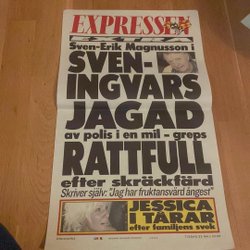 EXPRESSEN
EXTRA
Sven-Erik Magnusson i
SVEN-
INGVARS
JAGAD
av polis i en mil – greps
RATTFULL
efter skräckfärd
Skriver själv: "Jag har fruktansvärd ångest"
JESSICA
I TÅRAR
efter familjens svek